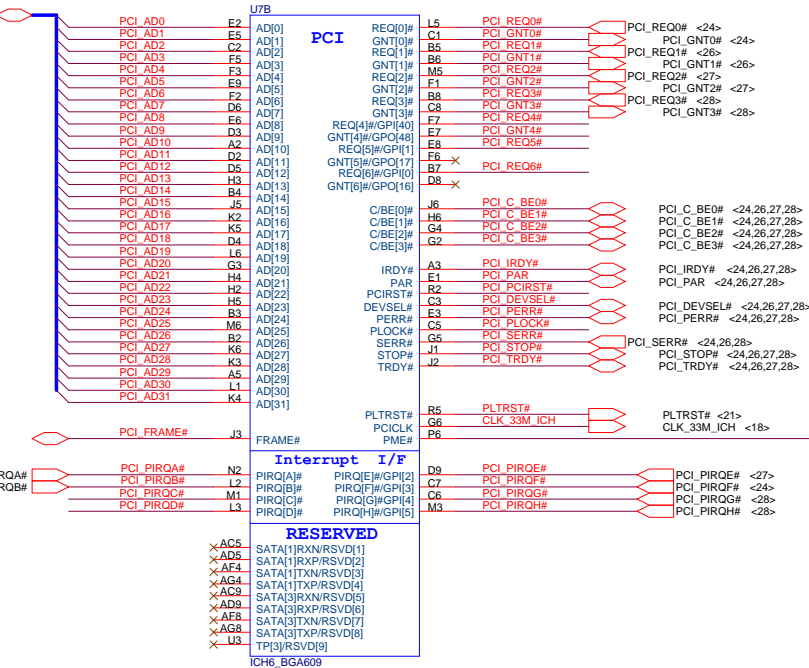 U7B
PCI
PCI_AD0 E2 AD[0] REQ[0]# L5 PCI_REQ0# PCI_REQ0# <24>
PCI_AD1 E5 AD[1] GNT[0]# C1 PCI_GNT0# PCI_GNT0# <24>
PCI_AD2 C2 AD[2] REQ[1]# B5 PCI_REQ1# PCI_REQ1# <26>
PCI_AD3 F5 AD[3] GNT[1]# B6 PCI_GNT1# PCI_GNT1# <26>
PCI_AD4 F3 AD[4] REQ[2]# M5 PCI_REQ2# PCI_REQ2# <27>
PCI_AD5 E9 AD[5] GNT[2]# F1 PCI_GNT2# PCI_GNT2# <27>
PCI_AD6 F2 AD[6] REQ[3]# B8 PCI_REQ3# PCI_REQ3# <28>
PCI_AD7 D6 AD[7] GNT[3]# C8 PCI_GNT3# PCI_GNT3# <28>
PCI_AD8 E6 AD[8] REQ[4]#/GPI[40] F7 PCI_REQ4#
PCI_AD9 D3 AD[9] GNT[4]#/GPO[48] E7 PCI_GNT4#
PCI_AD10 A2 AD[10] REQ[5]#/GPI[1] E8 PCI_REQ5#
PCI_AD11 D2 AD[11] GNT[5]#/GPO[17] F6
PCI_AD12 D5 AD[12] REQ[6]#/GPI[0] B7 PCI_REQ6#
PCI_AD13 H3 AD[13] GNT[6]#/GPO[16] D8
PCI_AD14 B4 AD[14]
PCI_AD15 J5 AD[15] C/BE[0]# J6 PCI_C_BE0# PCI_C_BE0# <24,26,27,28>
PCI_AD16 K2 AD[16] C/BE[1]# H6 PCI_C_BE1# PCI_C_BE1# <24,26,27,28>
PCI_AD17 K5 AD[17] C/BE[2]# G4 PCI_C_BE2# PCI_C_BE2# <24,26,27,28>
PCI_AD18 D4 AD[18] C/BE[3]# G2 PCI_C_BE3# PCI_C_BE3# <24,26,27,28>
PCI_AD19 L6 AD[19]
PCI_AD20 G3 AD[20] IRDY# A3 PCI_IRDY# PCI_IRDY# <24,26,27,28>
PCI_AD21 H4 AD[21] PAR E1 PCI_PAR PCI_PAR <24,26,27,28>
PCI_AD22 H2 AD[22] PCIRST# R2 PCI_PCIRST#
PCI_AD23 H5 AD[23] DEVSEL# C3 PCI_DEVSEL# PCI_DEVSEL# <24,26,27,28>
PCI_AD24 B3 AD[24] PERR# E3 PCI_PERR# PCI_PERR# <24,26,27,28>
PCI_AD25 M6 AD[25] PLOCK# C5 PCI_PLOCK#
PCI_AD26 B2 AD[26] SERR# G5 PCI_SERR# PCI_SERR# <24,26,28>
PCI_AD27 K6 AD[27] STOP# J1 PCI_STOP# PCI_STOP# <24,26,27,28>
PCI_AD28 K3 AD[28] TRDY# J2 PCI_TRDY# PCI_TRDY# <24,26,27,28>
PCI_AD29 A5 AD[29]
PCI_AD30 L1 AD[30]
PCI_AD31 K4 AD[31]
PLTRST# R5 PLTRST# PLTRST# <21>
PCICLK G6 CLK_33M_ICH CLK_33M_ICH <18>
PCI_FRAME# J3 FRAME# PME# P6
Interrupt I/F
RQA# PCI_PIRQA# N2 PIRQ[A]# PIRQ[E]#/GPI[2] D9 PCI_PIRQE# PCI_PIRQE# <27>
RQB# PCI_PIRQB# L2 PIRQ[B]# PIRQ[F]#/GPI[3] C7 PCI_PIRQF# PCI_PIRQF# <24>
PCI_PIRQC# M1 PIRQ[C]# PIRQ[G]#/GPI[4] C6 PCI_PIRQG# PCI_PIRQG# <28>
PCI_PIRQD# L3 PIRQ[D]# PIRQ[H]#/GPI[5] M3 PCI_PIRQH# PCI_PIRQH# <28>
RESERVED
AC5 SATA[1]RXN/RSVD[1]
AD5 SATA[1]RXP/RSVD[2]
AF4 SATA[1]TXN/RSVD[3]
AG4 SATA[1]TXP/RSVD[4]
AC9 SATA[3]RXN/RSVD[5]
AD9 SATA[3]RXP/RSVD[6]
AF8 SATA[3]TXN/RSVD[7]
AG8 SATA[3]TXP/RSVD[8]
U3 TP[3]/RSVD[9]
ICH6_BGA609